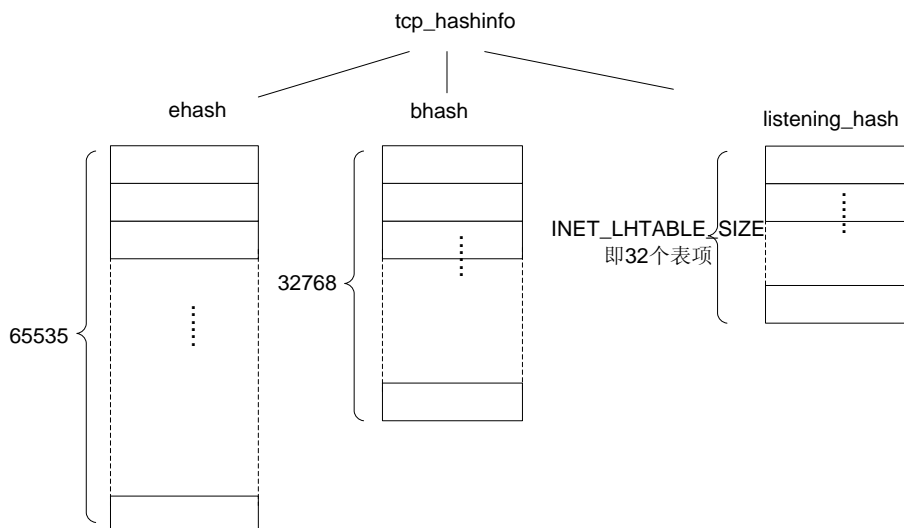 tcp_hashinfo
ehash
bhash
listening_hash
INET_LHTABLE_SIZE
即32个表项
32768
65535